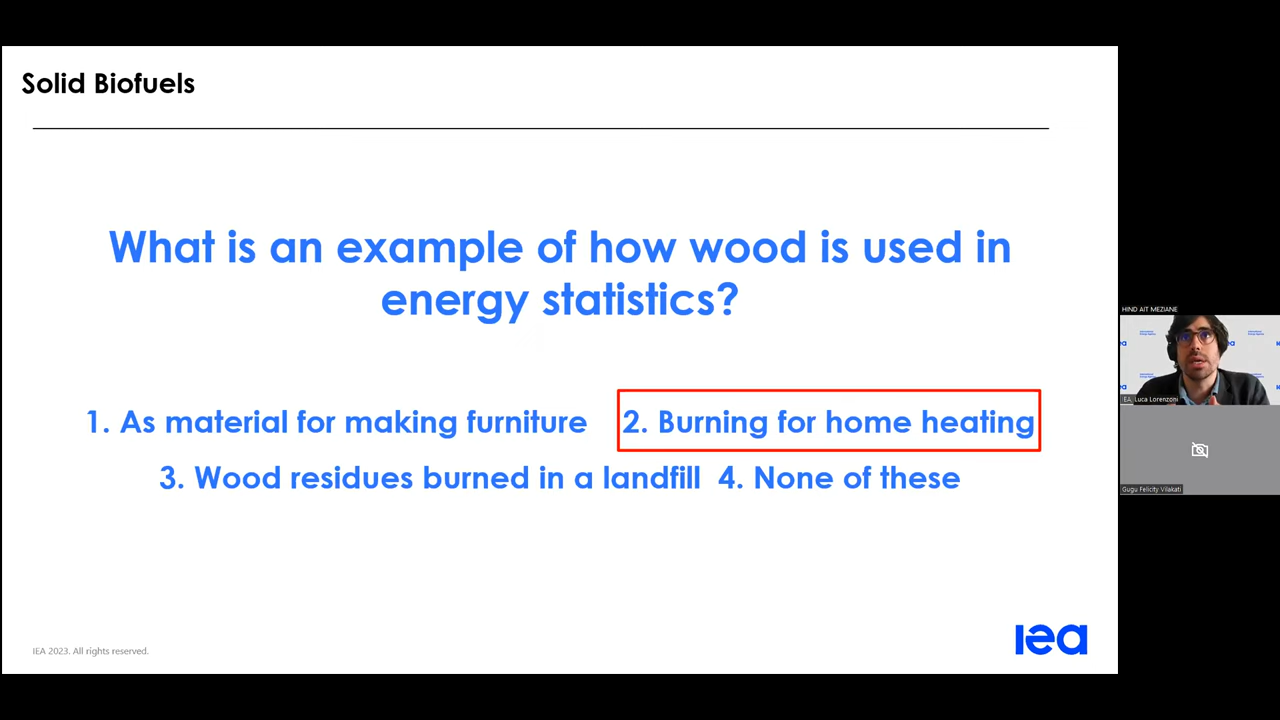 Solid Biofuels
What is an example of how wood is used in
energy statistics?
1. As material for making furniture 2. Burning for home heating
3. Wood residues burned in a landfill 4. None of these
IEA 2023. All rights reserved.
iea
HIND AIT MEZIANE
IEA, Luca Lorenzoni
Gugu Felicity Vilakati